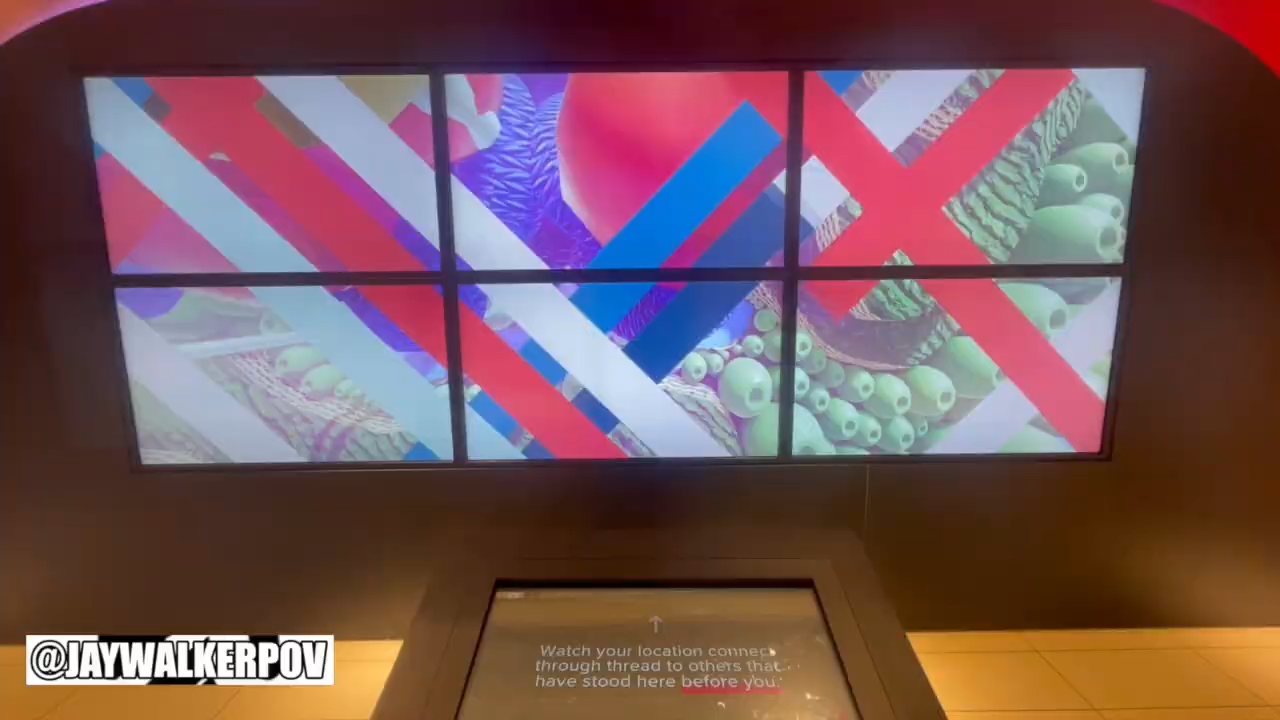 Watch your location connect
through thread to others that
have stood here before you.
@JAYWALKERPOV